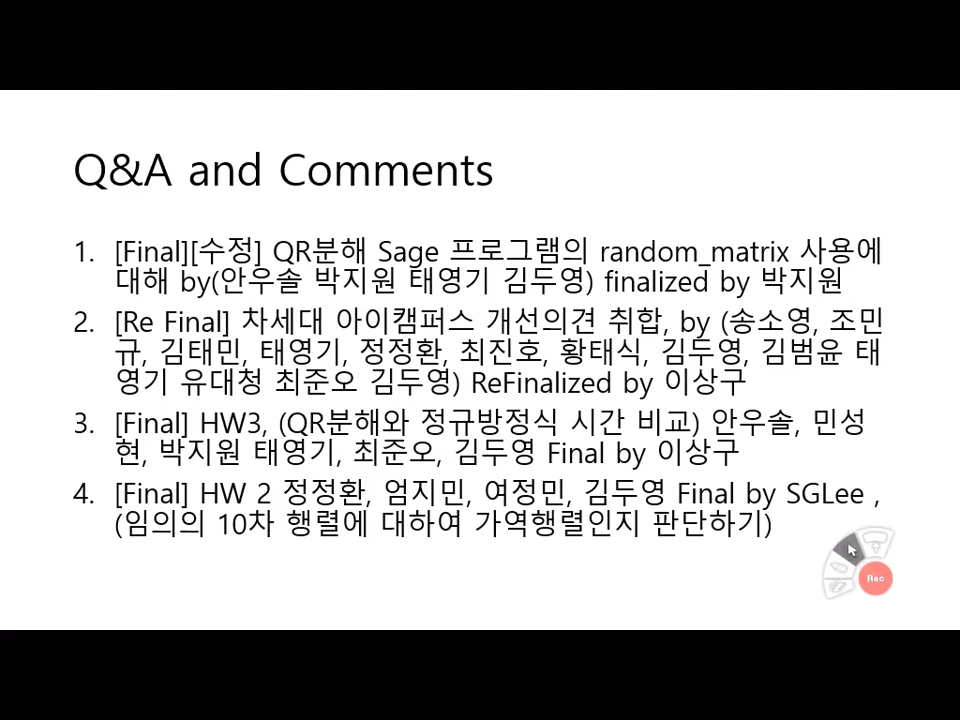 Q&A and Comments
1. [Final][수정] QR분해 Sage 프로그램의 random_matrix 사용에
대해 by(안우솔 박지원 태영기 김두영) finalized by 박지원
2. [Re Final] 차세대 아이캠퍼스 개선의견 취합, by (송소영, 조민
규, 김태민, 태영기, 정정환, 최진호, 황태식, 김두영, 김범윤 태
영기 유대청 최준오 김두영) ReFinalized by 이상구
3. [Final] HW3, (QR분해와 정규방정식 시간 비교) 안우솔, 민성
현, 박지원 태영기, 최준오, 김두영 Final by 이상구
4. [Final] HW 2 정정환, 엄지민, 여정민, 김두영 Final by SGLee ,
(임의의 10차 행렬에 대하여 가역행렬인지 판단하기)
Rec